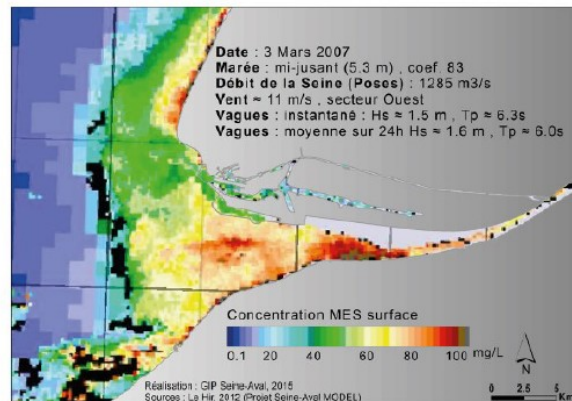 Date : 3 Mars 2007
Marée : mi-jusant (5.3 m) , coef. 83
Débit de la Seine (Poses) : 1285 m3/s
Vent ≈ 11 m/s , secteur Ouest
Vagues : instantané : Hs ≈ 1.5 m , Tp ≈ 6.3s
Vagues : moyenne sur 24h Hs ≈ 1.6 m , Tp ≈ 6.0s
Concentration MES surface
0.1 20 40 60 80 100 mg/L
N
Réalisation : GIP Seine-Aval, 2015
Sources : Le Hir, 2012 (Projet Seine-Aval MODEL)
0 2.5 5 Km